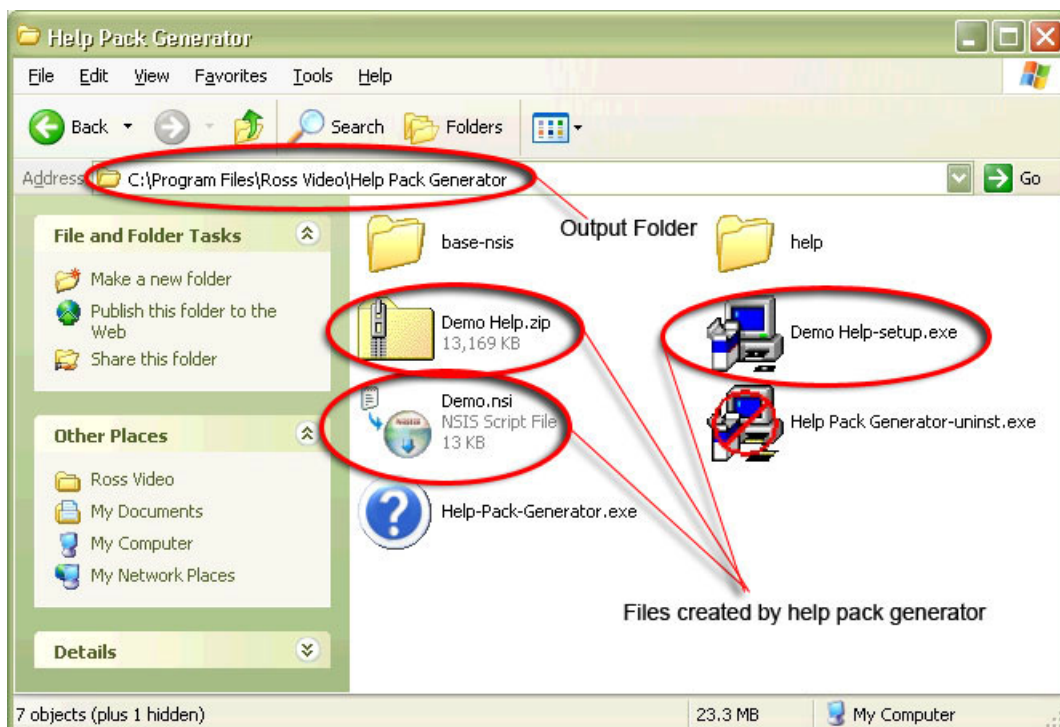 Help Pack Generator
File Edit View Favorites Tools Help
Back Search Folders
Address C:\Program Files\Ross Video\Help Pack Generator Go
Output Folder
File and Folder Tasks
Make a new folder
Publish this folder to the
Web
Share this folder
Other Places
Ross Video
My Documents
My Computer
My Network Places
Details
base-nsis
help
Demo Help.zip
13,169 KB
Demo Help-setup.exe
Demo.nsi
NSIS Script File
13 KB
Help Pack Generator-uninst.exe
Help-Pack-Generator.exe
Files created by help pack generator
7 objects (plus 1 hidden) 23.3 MB My Computer